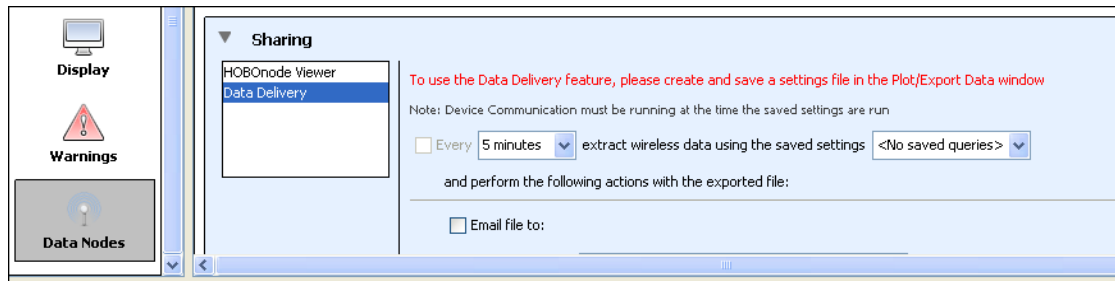 Display
Warnings
Data Nodes
Sharing
HOBOnode Viewer
Data Delivery
To use the Data Delivery feature, please create and save a settings file in the Plot/Export Data window
Note: Device Communication must be running at the time the saved settings are run
Every 5 minutes extract wireless data using the saved settings <No saved queries>
and perform the following actions with the exported file:
Email file to: